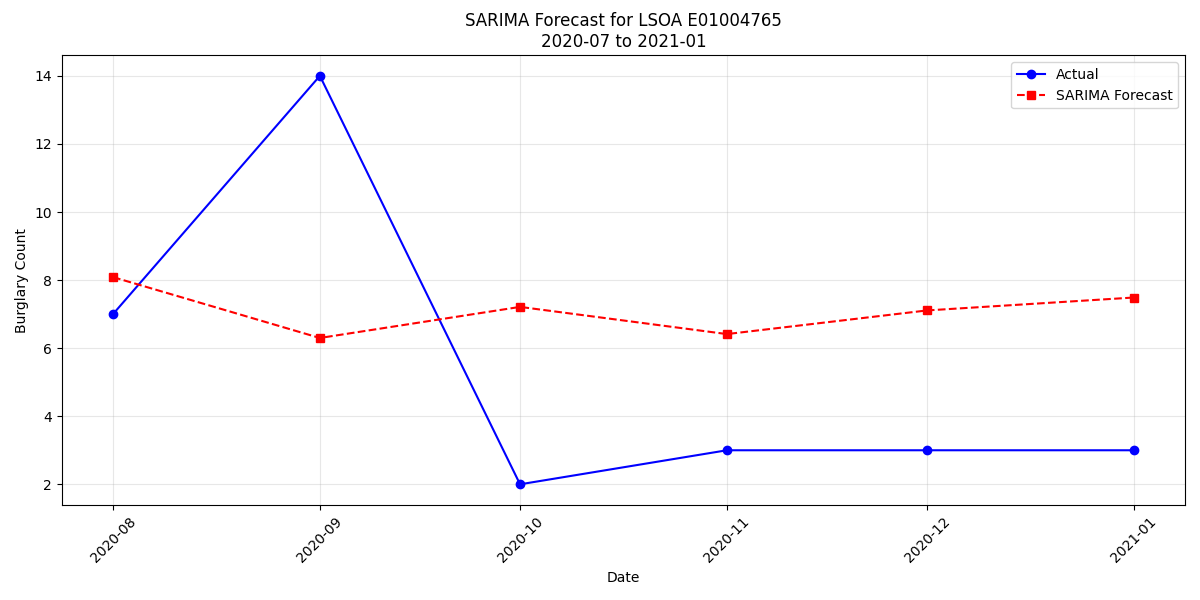 SARIMA Forecast for LSOA E01004765
2020-07 to 2021-01
Actual
SARIMA Forecast
Burglary Count
14
12
10
8
6
4
2
2020-08
2020-09
2020-10
2020-11
2020-12
2021-01
Date